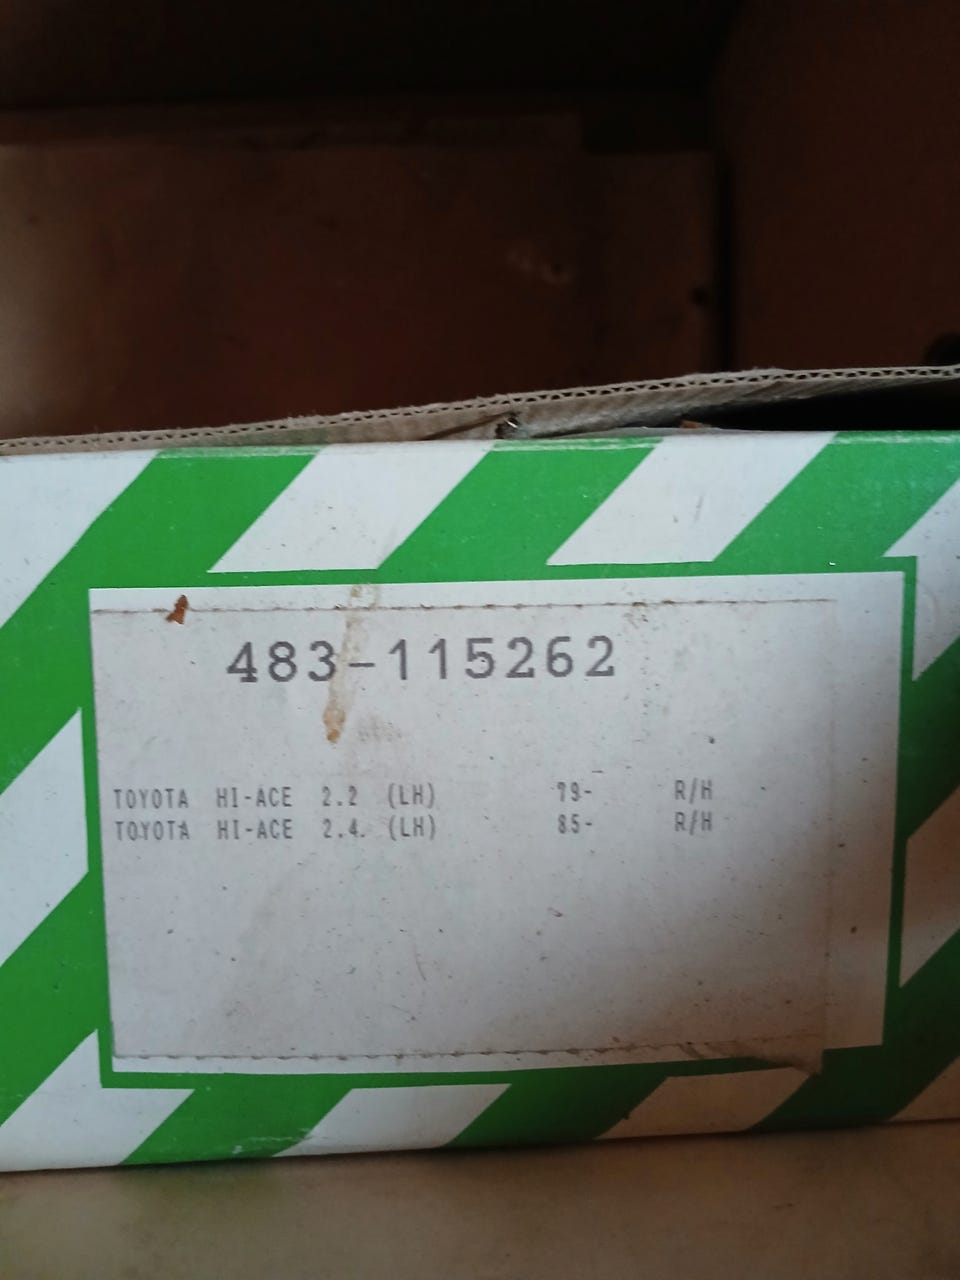 483-115262
TOYOTA HI-ACE 2.2 (LH) 79- R/H
TOYOTA HI-ACE 2.4 (LH) 85- R/H